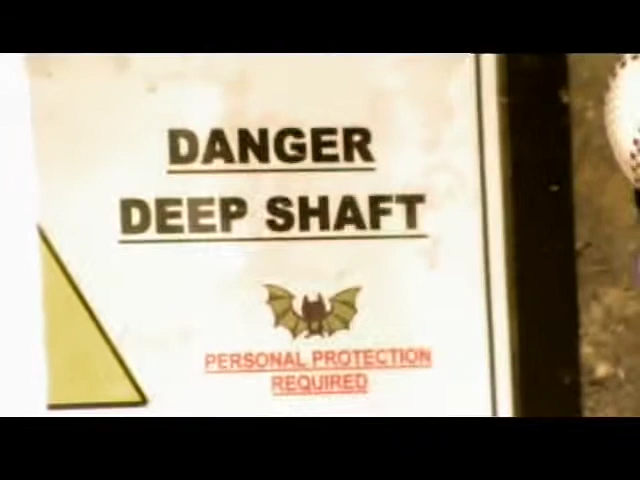 DANGER
DEEP SHAFT
PERSONAL PROTECTION
REQUIRED